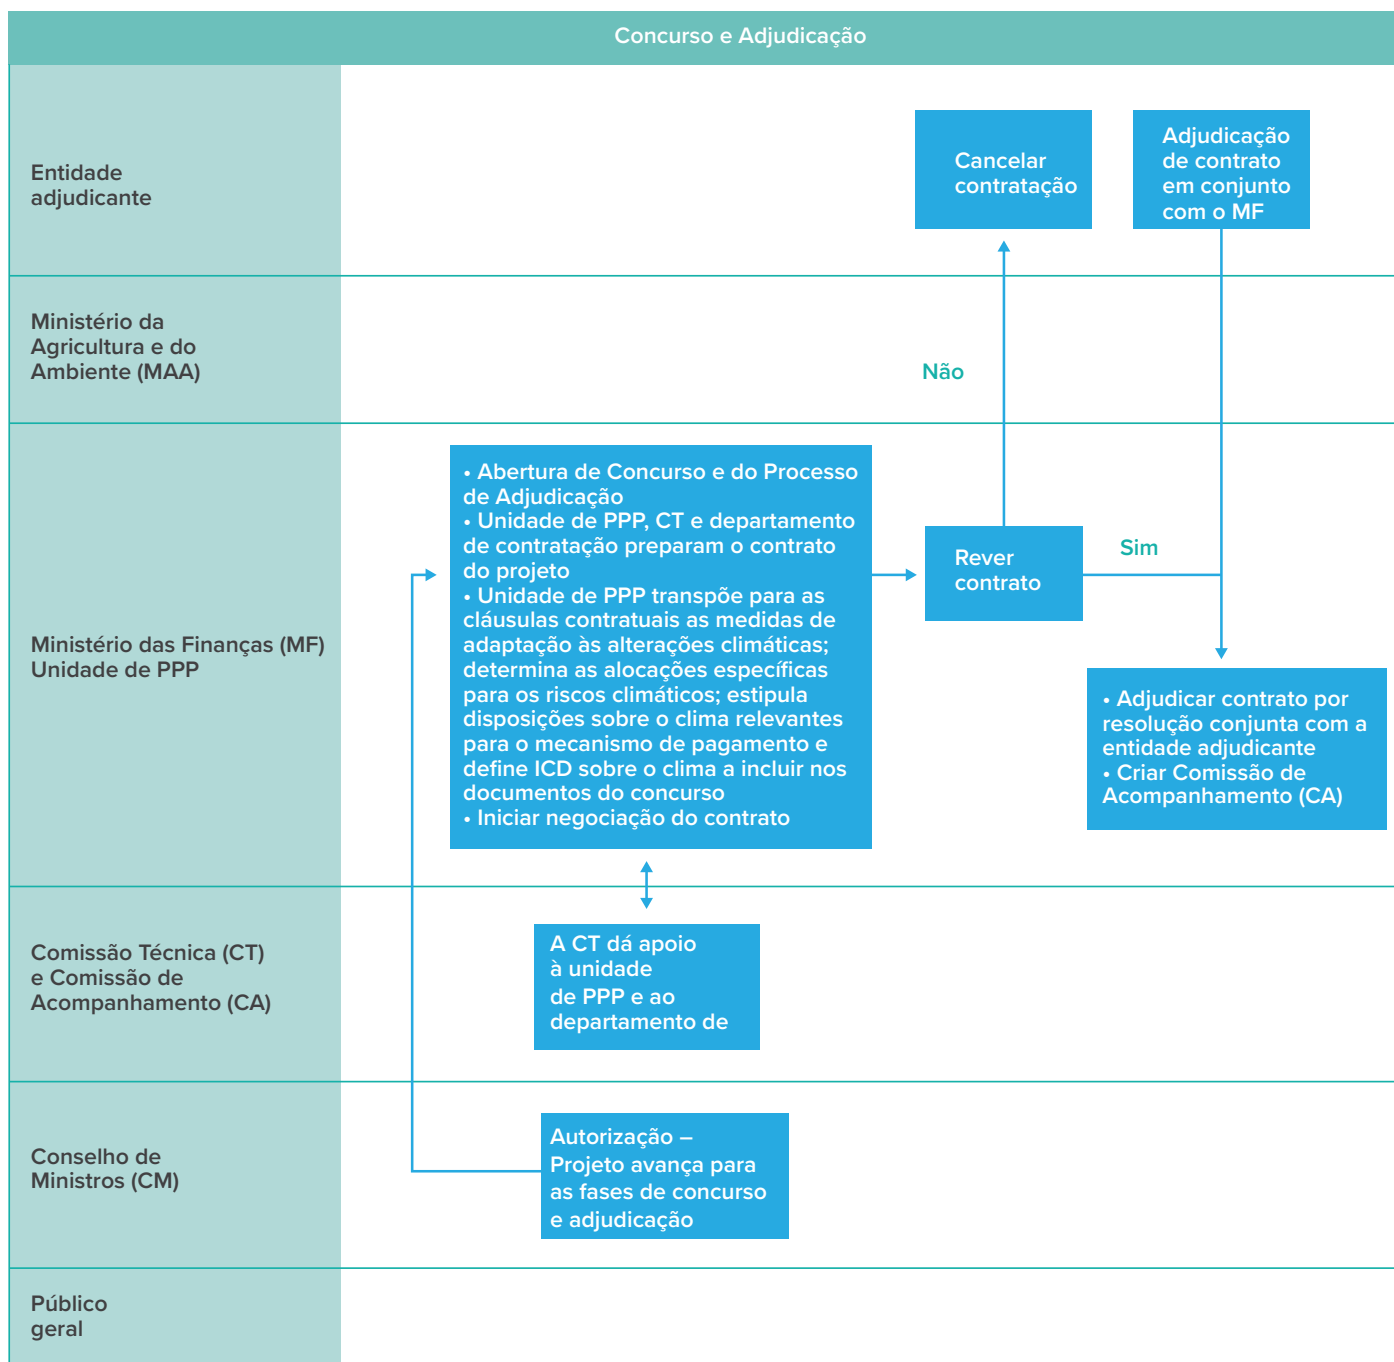 Concurso e Adjudicação
Entidade
adjudicante
Cancelar
contratação
Adjudicação
de contrato
em conjunto
com o MF
Ministério da
Agricultura e do
Ambiente (MAA)
Não
Ministério das Finanças (MF)
Unidade de PPP
• Abertura de Concurso e do Processo
de Adjudicação
• Unidade de PPP, CT e departamento
de contratação preparam o contrato
do projeto
• Unidade de PPP transpõe para as
cláusulas contratuais as medidas de
adaptação às alterações climáticas;
determina as alocações específicas
para os riscos climáticos; estipula
disposições sobre o clima relevantes
para o mecanismo de pagamento e
define ICD sobre o clima a incluir nos
documentos do concurso
• Iniciar negociação do contrato
Rever
contrato
Sim
• Adjudicar contrato por
resolução conjunta com a
entidade adjudicante
• Criar Comissão de
Acompanhamento (CA)
Comissão Técnica (CT)
e Comissão de
Acompanhamento (CA)
A CT dá apoio
à unidade
de PPP e ao
departamento de
Conselho de
Ministros (CM)
Autorização –
Projeto avança para
as fases de concurso
e adjudicação
Público
geral